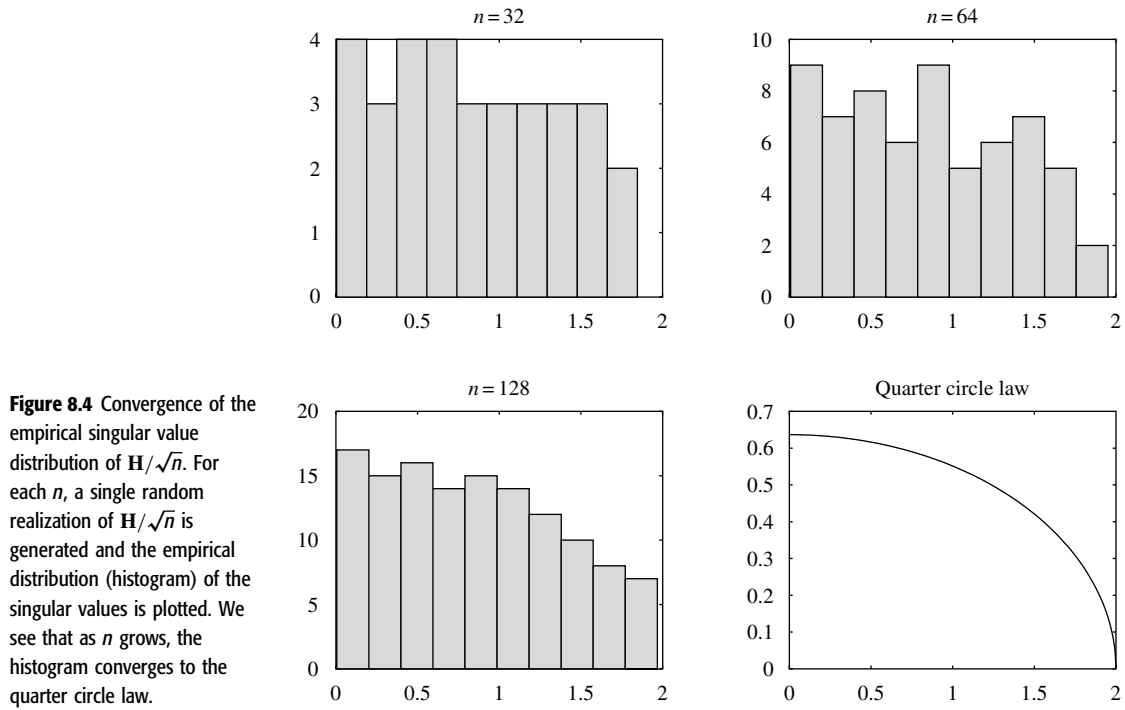 n = 32
4
3
2
1
0
0 0.5 1 1.5 2
n = 64
10
8
6
4
2
0
0 0.5 1 1.5 2
Figure 8.4 Convergence of the
empirical singular value
distribution of H/√n. For
each n, a single random
realization of H/√n is
generated and the empirical
distribution (histogram) of the
singular values is plotted. We
see that as n grows, the
histogram converges to the
quarter circle law.
n = 128
20
15
10
5
0
0 0.5 1 1.5 2
Quarter circle law
0.7
0.6
0.5
0.4
0.3
0.2
0.1
0
0 0.5 1 1.5 2